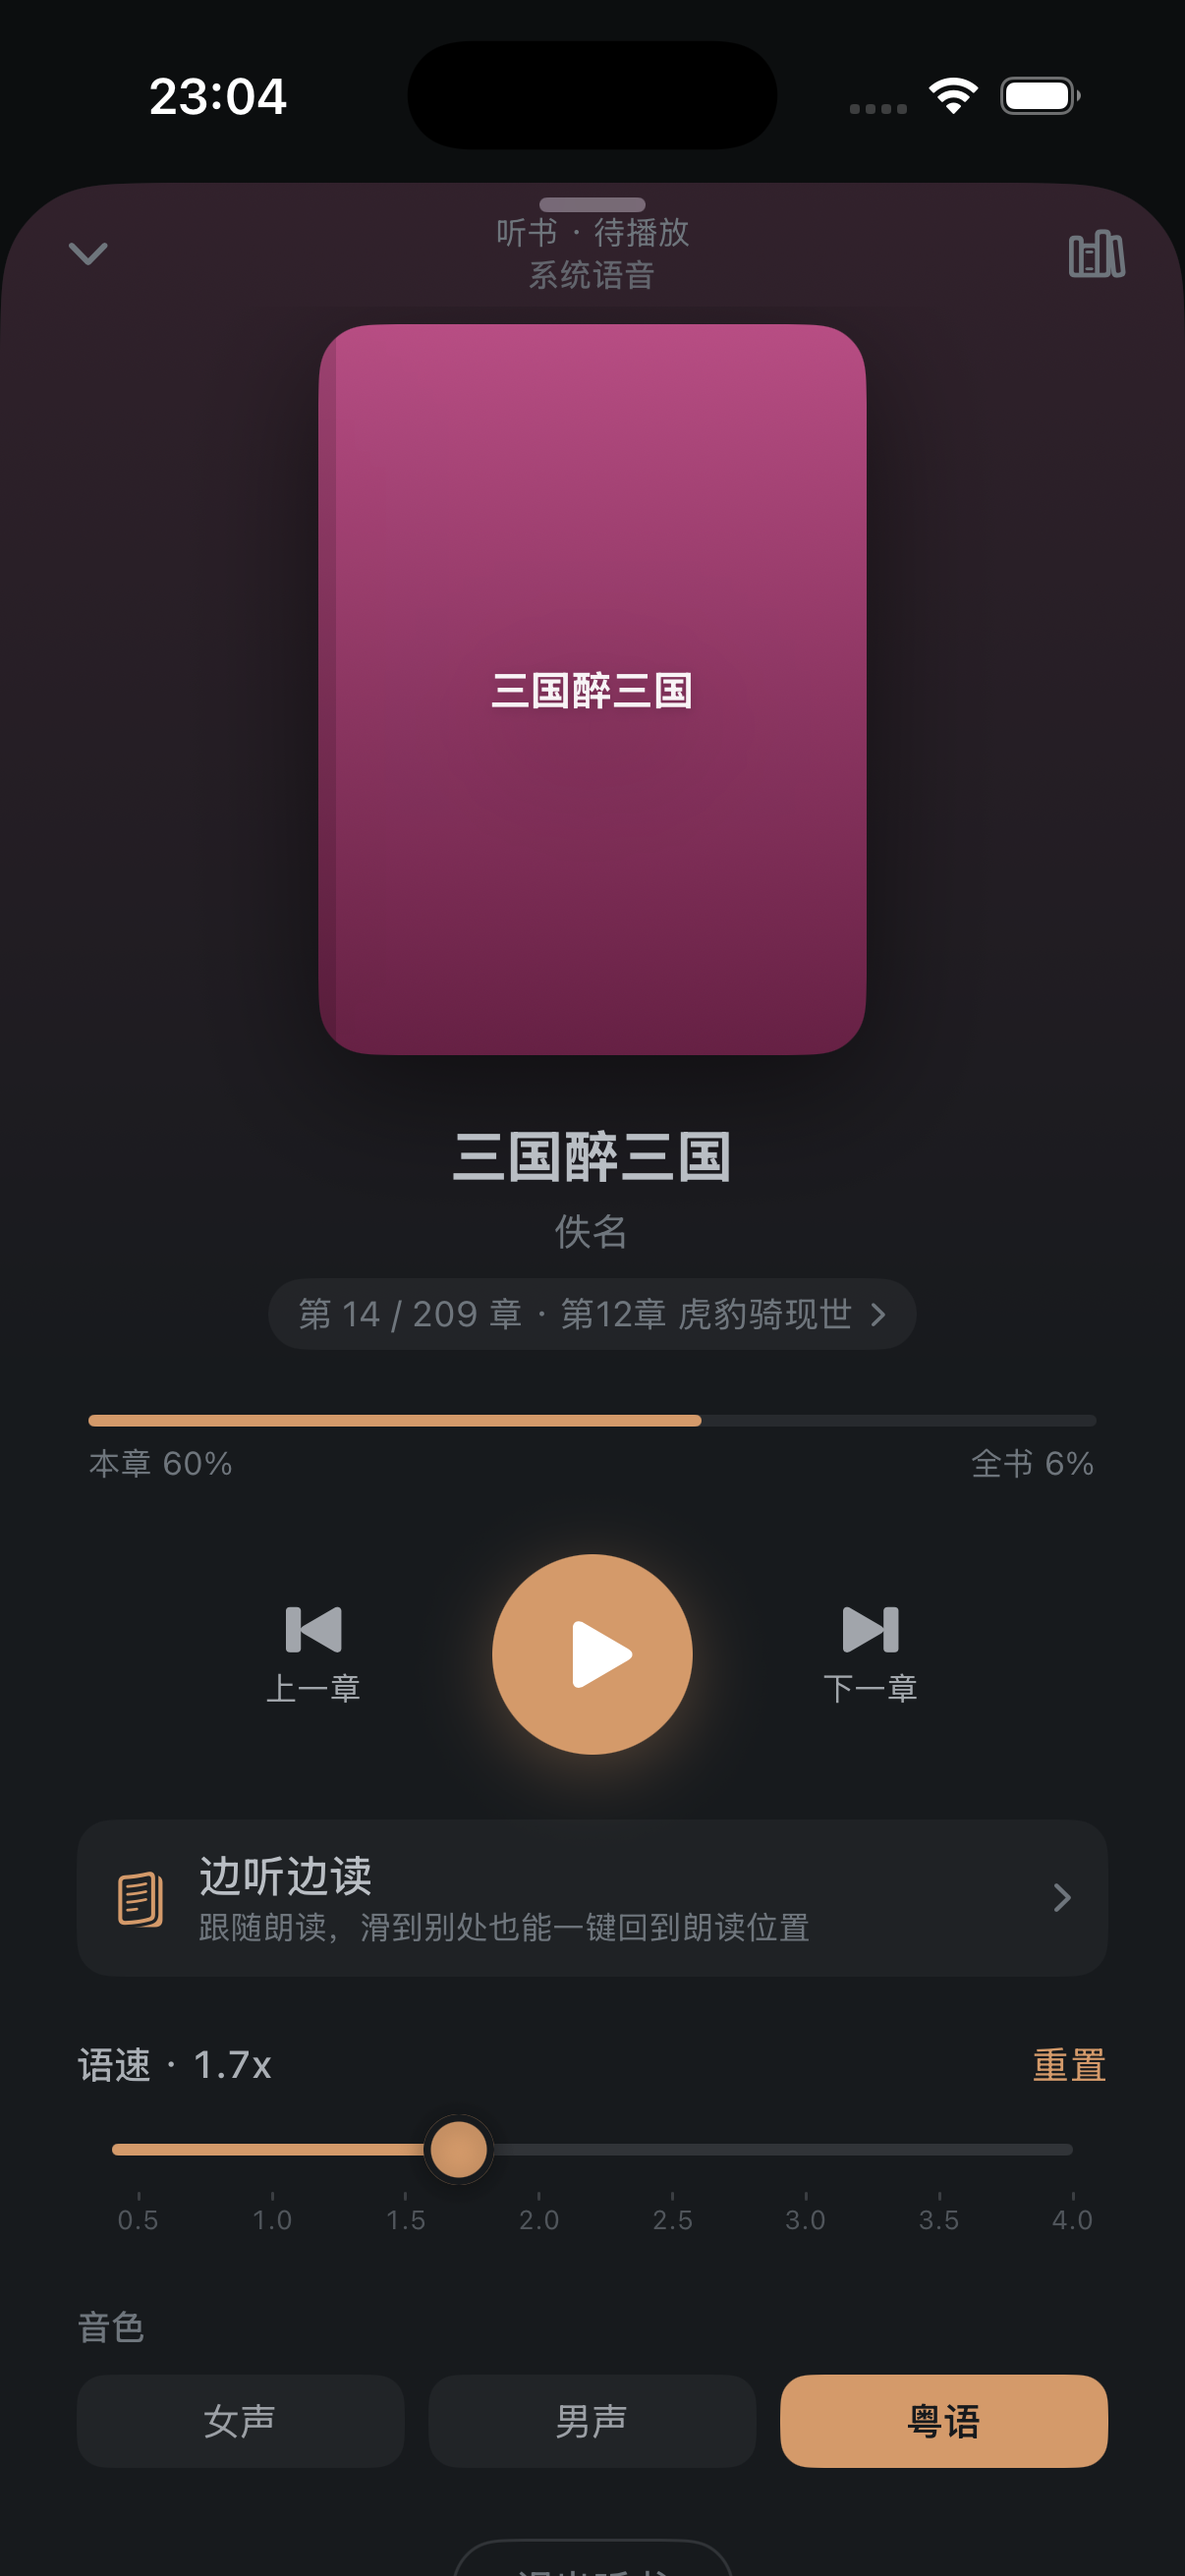 23:04
听书 · 待播放
系统语音
三国醉三国
三国醉三国
佚名
第 14 / 209 章 · 第12章 虎豹骑现世
本章 60%
全书 6%
上一章
下一章
边听边读
跟随朗读，滑到别处也能一键回到朗读位置
语速 · 1.7x
重置
0.5 1.0 1.5 2.0 2.5 3.0 3.5 4.0
音色
女声
男声
粤语